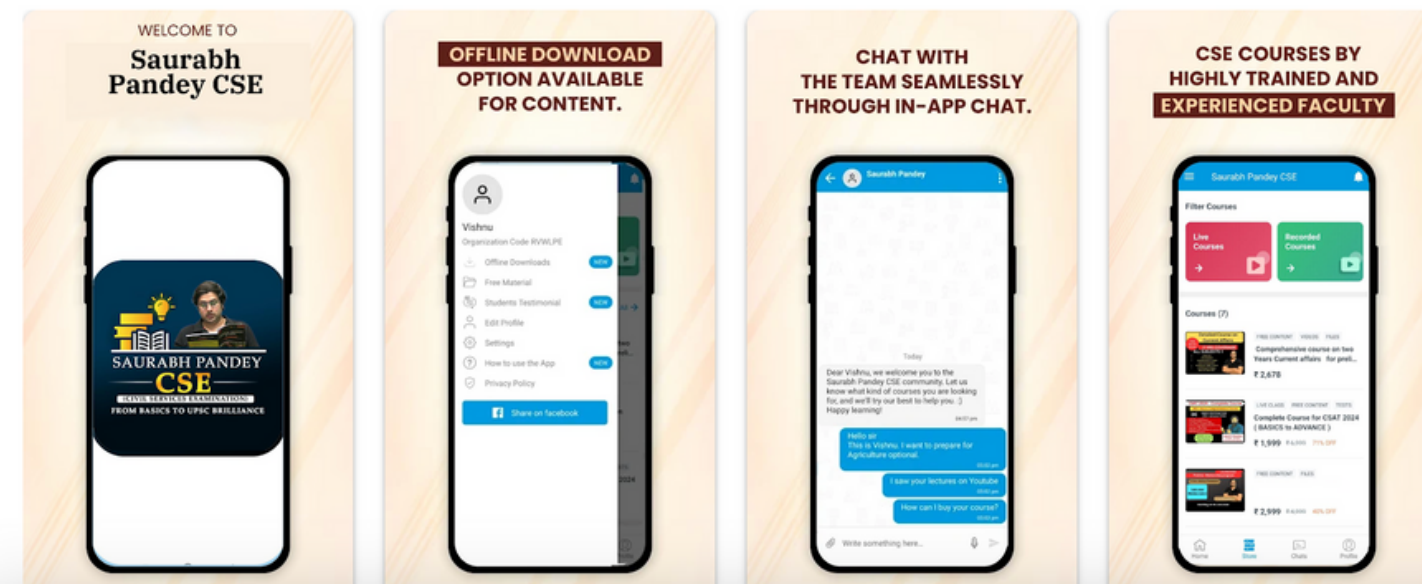 WELCOME TO
Saurabh
Pandey CSE
SAURABH PANDEY
CSE
(CIVIL SERVICES EXAMINATION)
FROM BASICS TO UPSC BRILLIANCE
OFFLINE DOWNLOAD
OPTION AVAILABLE
FOR CONTENT.
Vishnu
Organization Code RVWLPE
Offline Downloads NEW
Free Material
Students Testimonial NEW
Edit Profile
Settings
How to use the App NEW
Privacy Policy
Share on facebook
CHAT WITH
THE TEAM SEAMLESSLY
THROUGH IN-APP CHAT.
Saurabh Pandey
Today
Dear Vishnu, we welcome you to the
Saurabh Pandey CSE community. Let us
know what kind of courses you are looking
for, and we'll try our best to help you. :)
Happy learning!
Hello sir
This is Vishnu. I want to prepare for
Agriculture optional.
I saw your lectures on Youtube
How can I buy your course?
Write something here...
CSE COURSES BY
HIGHLY TRAINED AND
EXPERIENCED FACULTY
Saurabh Pandey CSE
Filter Courses
Live
Courses
Recorded
Courses
Courses (7)
FREE CONTENT VIDEOS FILES
Comprehensive course on two
Years Current affairs for preli...
₹ 2,678
LIVE CLASS FREE CONTENT TESTS
Complete Course for CSAT 2024
( BASICS to ADVANCE )
₹ 1,999 71% OFF
FREE CONTENT FILES
₹ 2,999 40% OFF
Home
Store
Chats
Profile